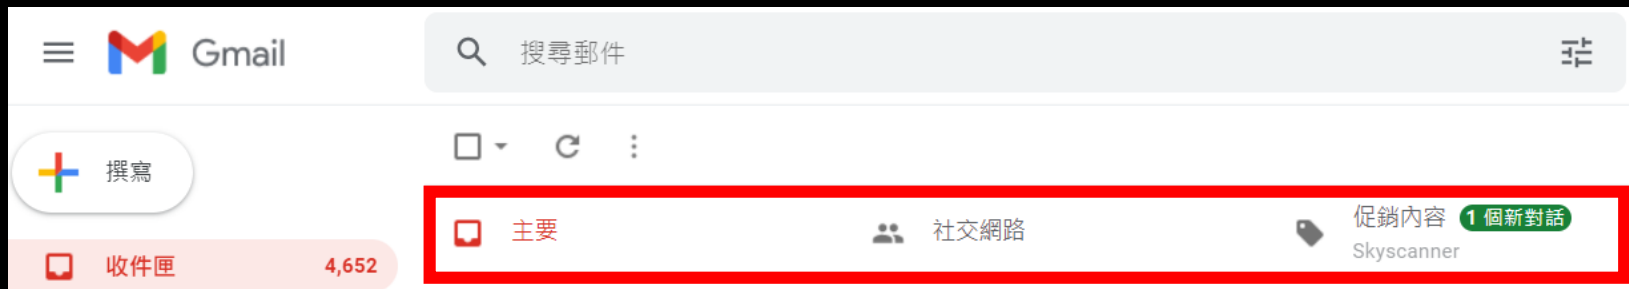 Gmail
搜尋郵件
撰寫
主要
社交網路
促銷內容 1 個新對話
Skyscanner
收件匣 4,652